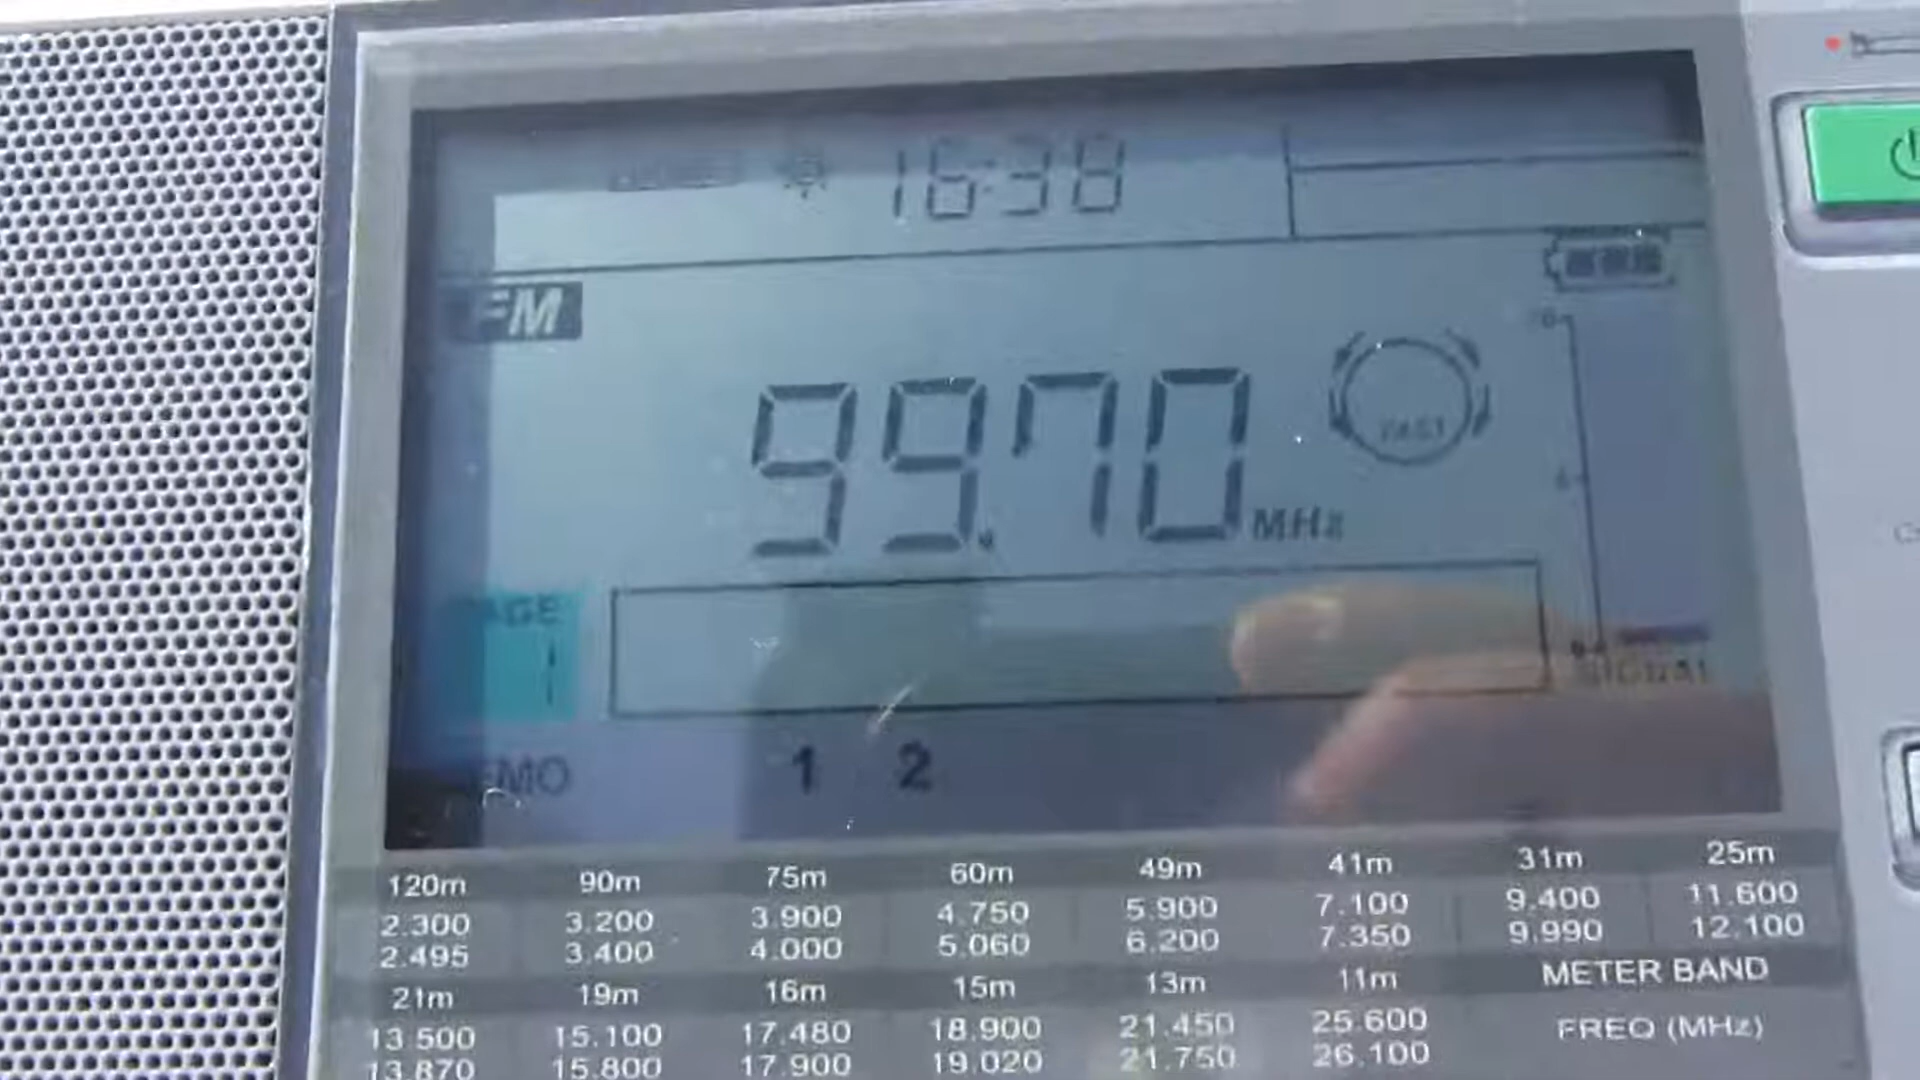 16:38
FM
99.70 MHz
FAST
AGE
1
SIGNAL
EMO 1 2
120m 90m 75m 60m 49m 41m 31m 25m
2.300 3.200 3.900 4.750 5.900 7.100 9.400 11.600
2.495 3.400 4.000 5.060 6.200 7.350 9.990 12.100
21m 19m 16m 15m 13m 11m METER BAND
13.500 15.100 17.480 18.900 21.450 25.600 FREQ (MHz)
13.870 15.800 17.900 19.020 21.750 26.100